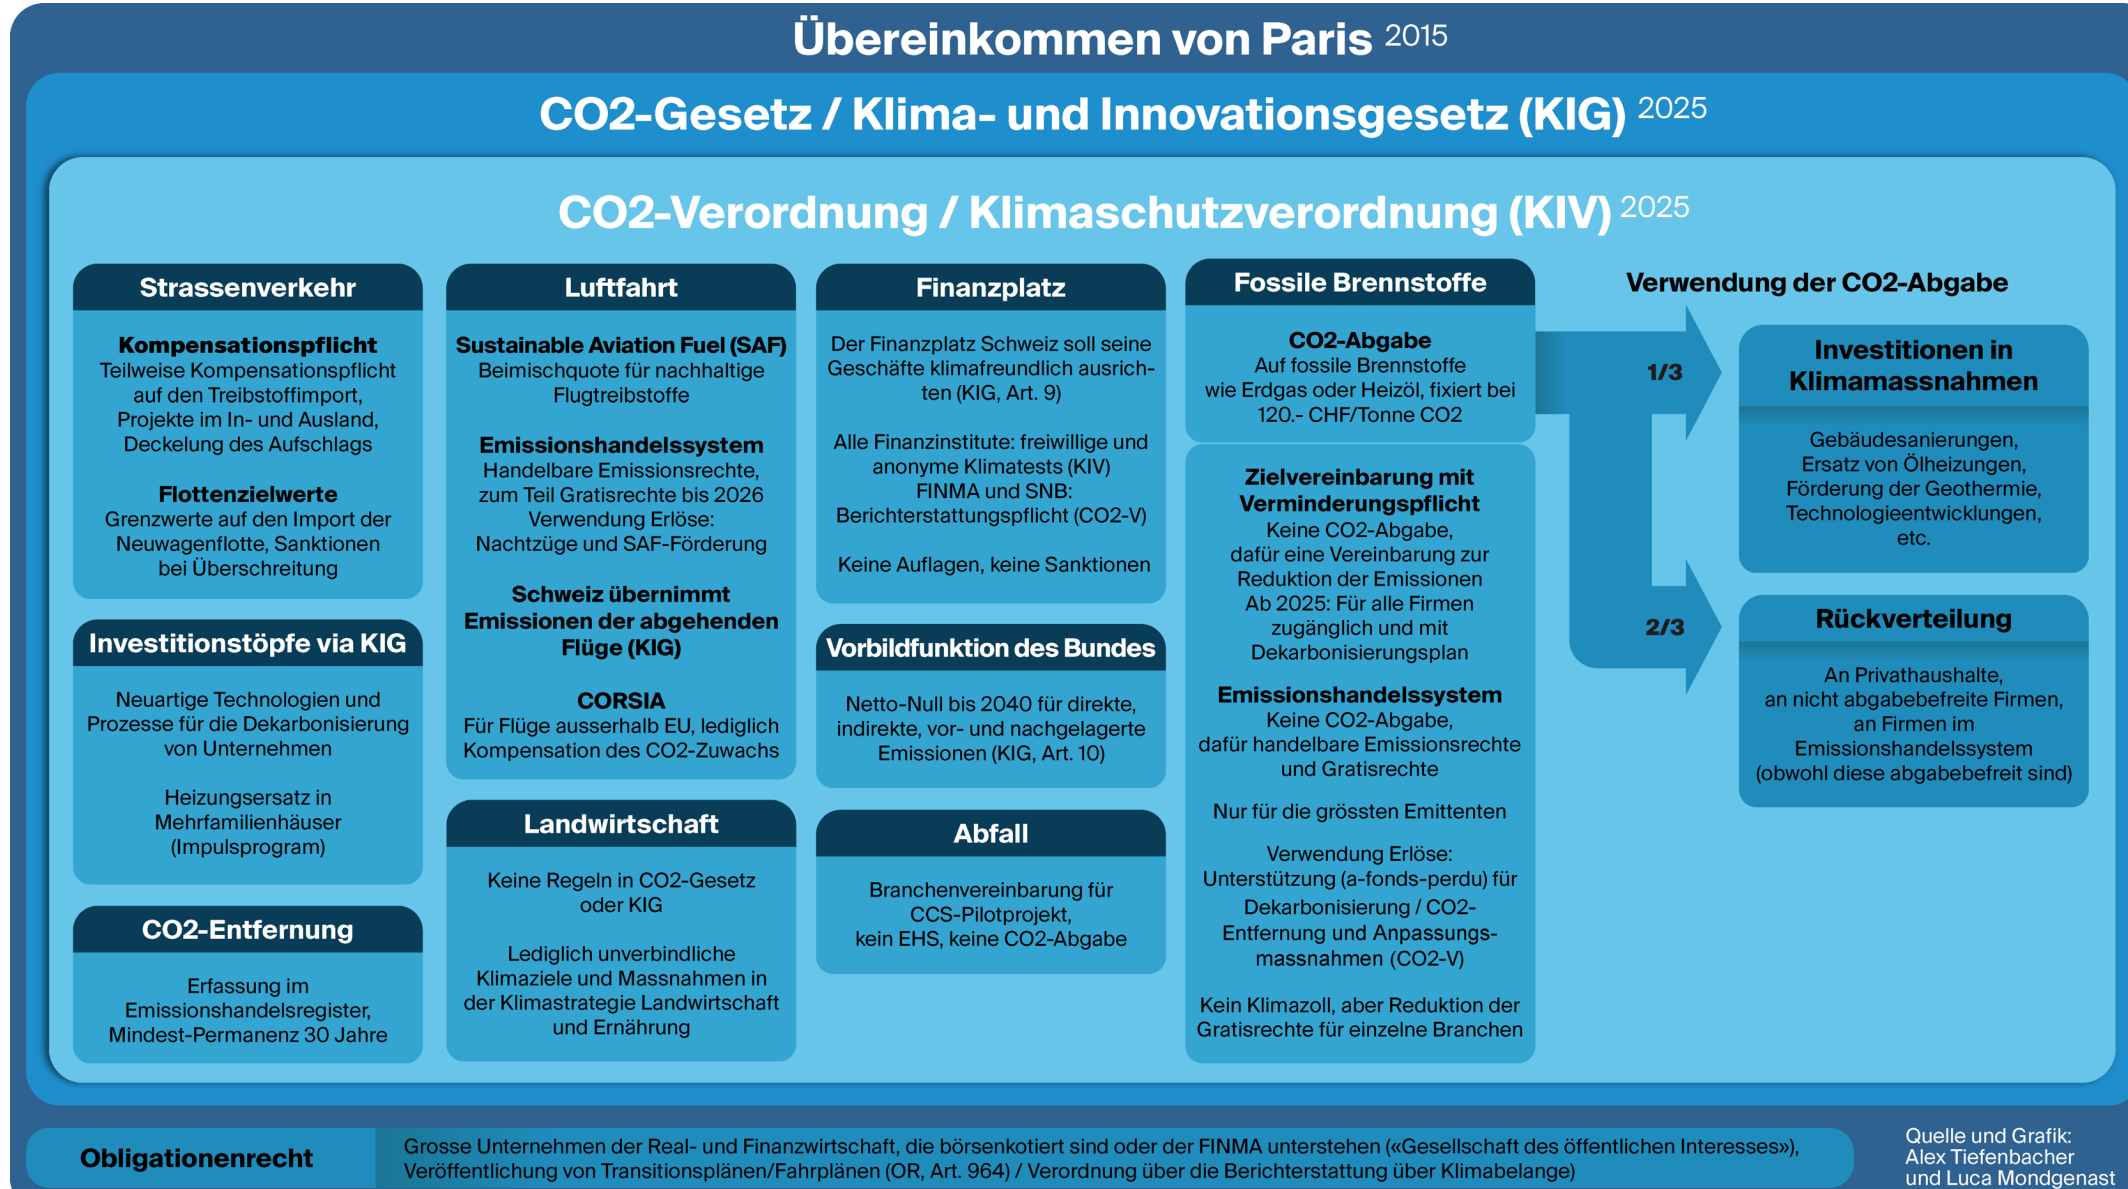 Übereinkommen von Paris 2015
CO2-Gesetz / Klima- und Innovationsgesetz (KIG) 2025
CO2-Verordnung / Klimaschutzverordnung (KIV) 2025
Strassenverkehr
Kompensationspflicht
Teilweise Kompensationspflicht
auf den Treibstoffimport,
Projekte im In- und Ausland,
Deckelung des Aufschlags
Flottenzielwerte
Grenzwerte auf den Import der
Neuwagenflotte, Sanktionen
bei Überschreitung
Investitionstöpfe via KIG
Neuartige Technologien und
Prozesse für die Dekarbonisierung
von Unternehmen
Heizungsersatz in
Mehrfamilienhäuser
(Impulsprogram)
CO2-Entfernung
Erfassung im
Emissionshandelsregister,
Mindest-Permanenz 30 Jahre
Luftfahrt
Sustainable Aviation Fuel (SAF)
Beimischquote für nachhaltige
Flugtreibstoffe
Emissionshandelssystem
Handelbare Emissionsrechte,
zum Teil Gratisrechte bis 2026
Verwendung Erlöse:
Nachtzüge und SAF-Förderung
Schweiz übernimmt
Emissionen der abgehenden
Flüge (KIG)
CORSIA
Für Flüge ausserhalb EU, lediglich
Kompensation des CO2-Zuwachs
Landwirtschaft
Keine Regeln in CO2-Gesetz
oder KIG
Lediglich unverbindliche
Klimaziele und Massnahmen in
der Klimastrategie Landwirtschaft
und Ernährung
Finanzplatz
Der Finanzplatz Schweiz soll seine
Geschäfte klimafreundlich ausrich-
ten (KIG, Art. 9)
Alle Finanzinstitute: freiwillige und
anonyme Klimatests (KIV)
FINMA und SNB:
Berichterstattungspflicht (CO2-V)
Keine Auflagen, keine Sanktionen
Vorbildfunktion des Bundes
Netto-Null bis 2040 für direkte,
indirekte, vor- und nachgelagerte
Emissionen (KIG, Art. 10)
Abfall
Branchenvereinbarung für
CCS-Pilotprojekt,
kein EHS, keine CO2-Abgabe
Fossile Brennstoffe
CO2-Abgabe
Auf fossile Brennstoffe
wie Erdgas oder Heizöl, fixiert bei
120.- CHF/Tonne CO2
Zielvereinbarung mit
Verminderungspflicht
Keine CO2-Abgabe,
dafür eine Vereinbarung zur
Reduktion der Emissionen
Ab 2025: Für alle Firmen
zugänglich und mit
Dekarbonisierungsplan
Emissionshandelssystem
Keine CO2-Abgabe,
dafür handelbare Emissionsrechte
und Gratisrechte
Nur für die grössten Emittenten
Verwendung Erlöse:
Unterstützung (a-fonds-perdu) für
Dekarbonisierung / CO2-
Entfernung und Anpassungs-
massnahmen (CO2-V)
Kein Klimazoll, aber Reduktion der
Gratisrechte für einzelne Branchen
Verwendung der CO2-Abgabe
1/3
Investitionen in
Klimamassnahmen
Gebäudesanierungen,
Ersatz von Ölheizungen,
Förderung der Geothermie,
Technologieentwicklungen,
etc.
2/3
Rückverteilung
An Privathaushalte,
an nicht abgabebefreite Firmen,
an Firmen im
Emissionshandelssystem
(obwohl diese abgabebefreit sind)
Obligationenrecht
Grosse Unternehmen der Real- und Finanzwirtschaft, die börsenkotiert sind oder der FINMA unterstehen («Gesellschaft des öffentlichen Interesses»),
Veröffentlichung von Transitionsplänen/Fahrplänen (OR, Art. 964) / Verordnung über die Berichterstattung über Klimabelange)
Quelle und Grafik:
Alex Tiefenbacher
und Luca Mondgenast